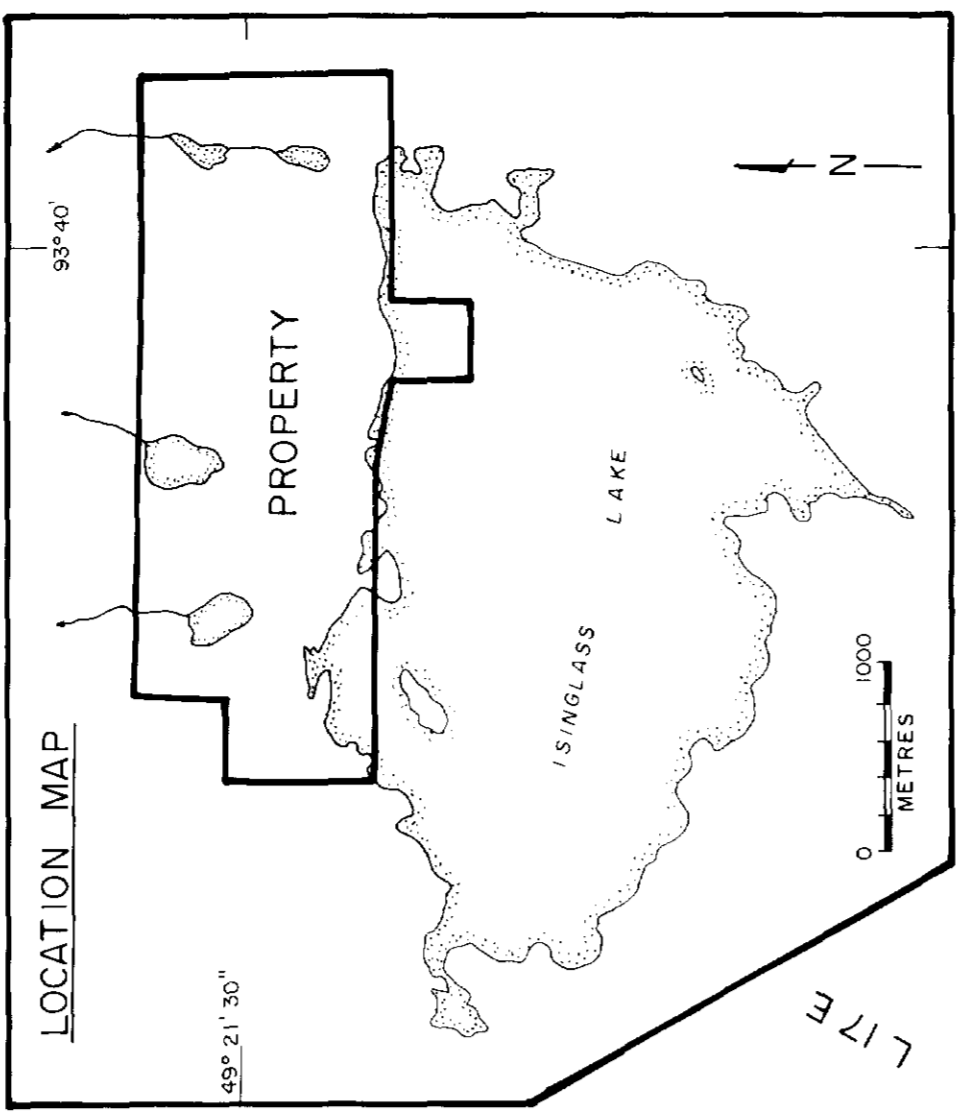 LOCATION MAP
93° 40'
49° 21' 30"
PROPERTY
N
ISINGLASS LAKE
0 1000
METRES
L17E